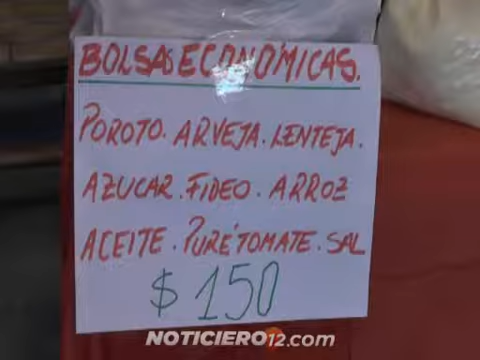 BOLSAS ECONÓMICAS.
POROTO. ARVEJA. LENTEJA.
AZUCAR. FIDEO. ARROZ
ACEITE. PURÉ TOMATE. SAL
$ 150
NOTICIERO12.com